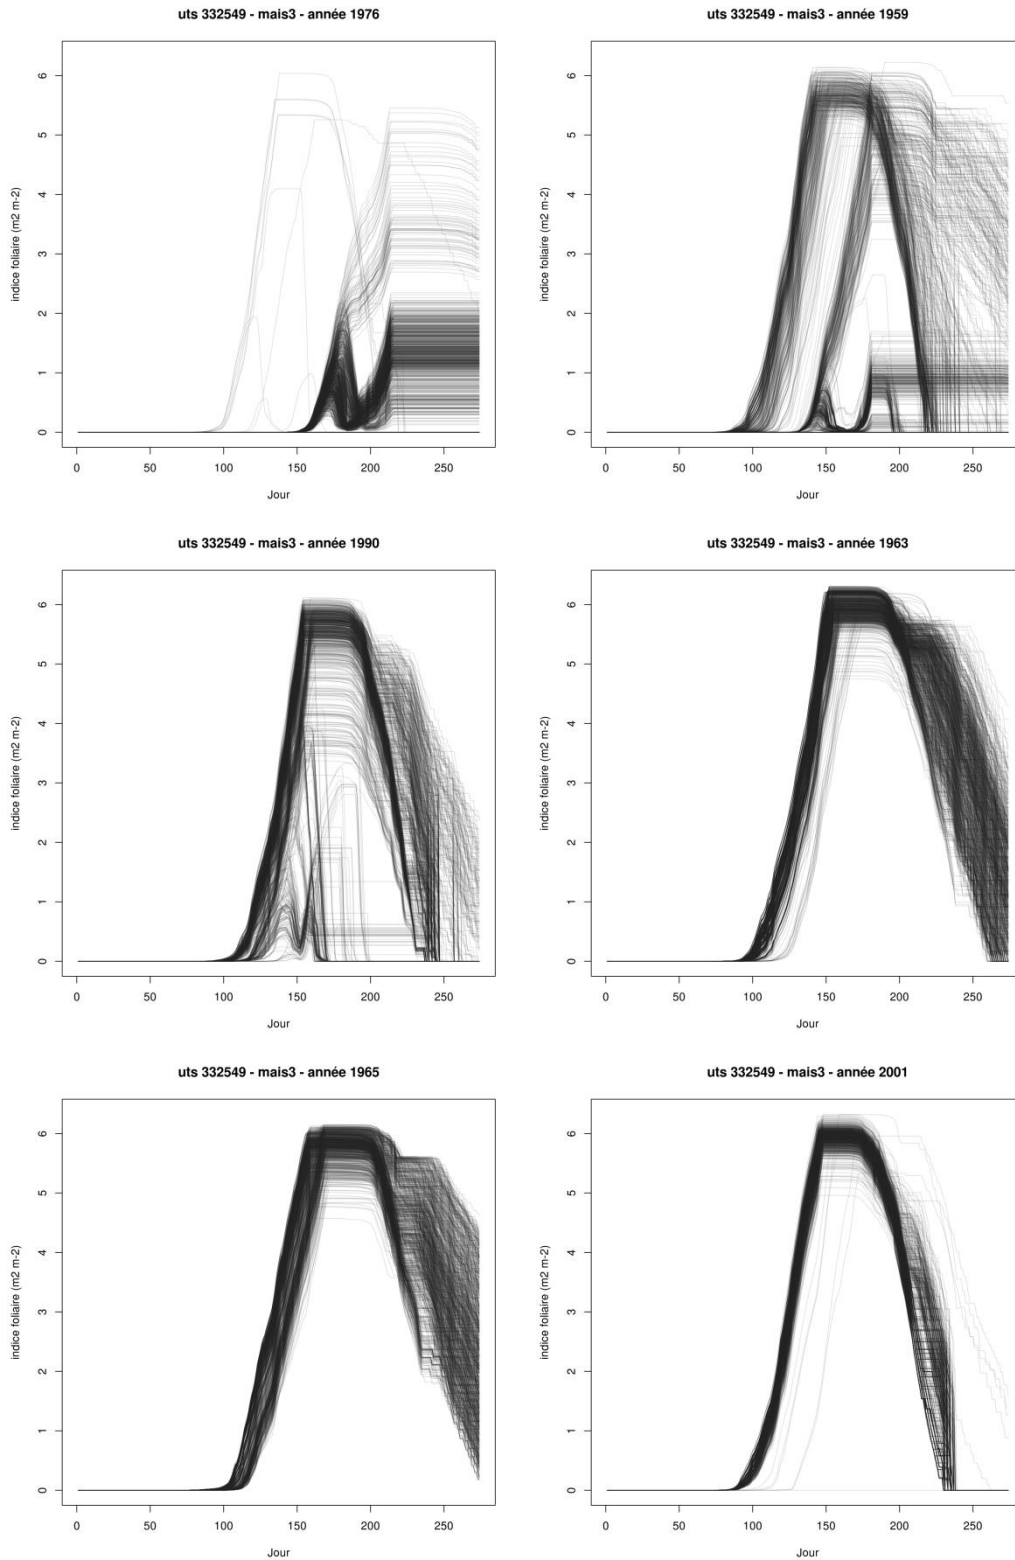 uts 332549 - mais3 - année 1976
indice foliaire (m2 m-2)
6
5
4
3
2
1
0
0 50 100 150 200 250
Jour
uts 332549 - mais3 - année 1959
indice foliaire (m2 m-2)
6
5
4
3
2
1
0
0 50 100 150 200 250
Jour
uts 332549 - mais3 - année 1990
indice foliaire (m2 m-2)
6
5
4
3
2
1
0
0 50 100 150 200 250
Jour
uts 332549 - mais3 - année 1963
indice foliaire (m2 m-2)
6
5
4
3
2
1
0
0 50 100 150 200 250
Jour
uts 332549 - mais3 - année 1965
indice foliaire (m2 m-2)
6
5
4
3
2
1
0
0 50 100 150 200 250
Jour
uts 332549 - mais3 - année 2001
indice foliaire (m2 m-2)
6
5
4
3
2
1
0
0 50 100 150 200 250
Jour